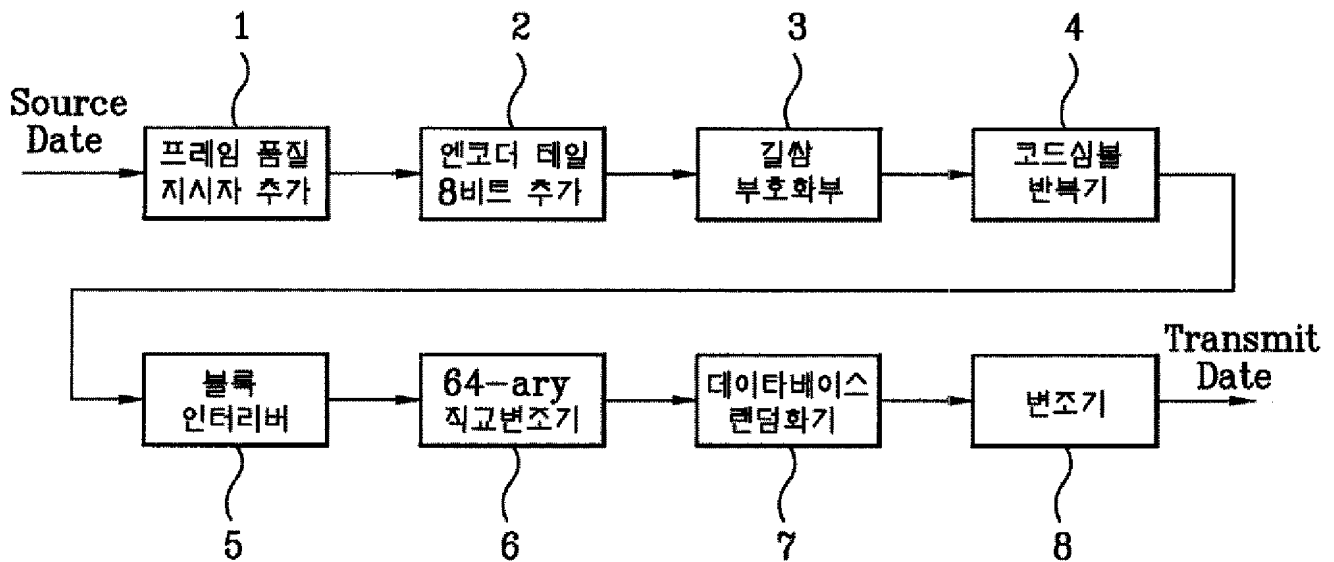 1
2
3
4
Source
Date
프레임 품질
지시자 추가
엔코더 테일
8비트 추가
길쌈
부호화부
코드심볼
반복기
Transmit
Date
블록
인터리버
64-ary
직교변조기
데이타베이스
랜덤화기
변조기
5
6
7
8